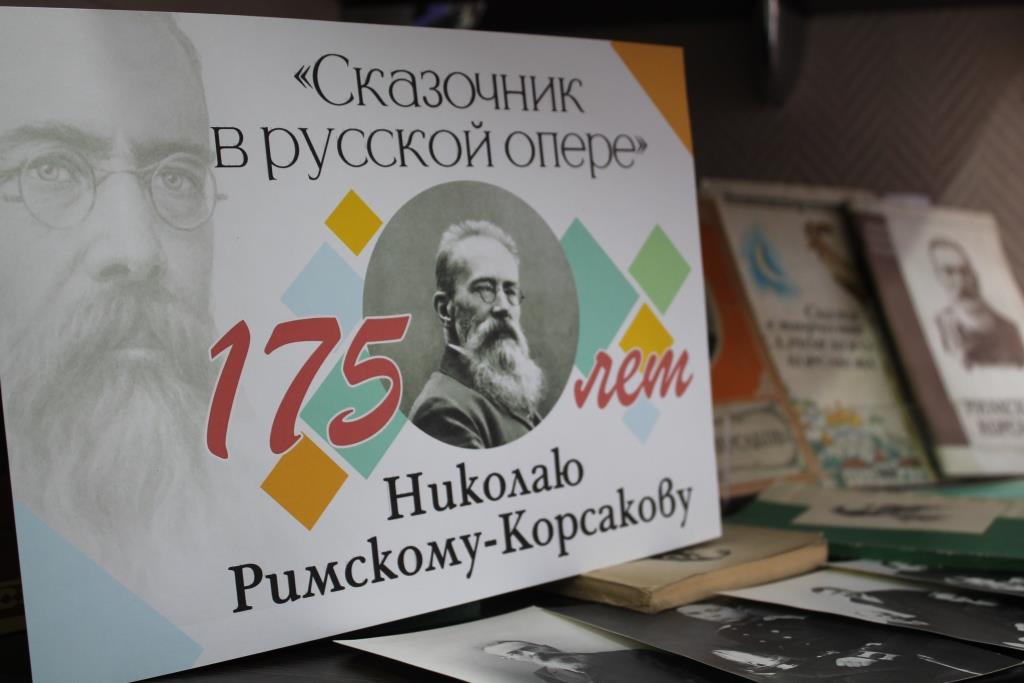 «Сказочник
в русской опере»
175 лет
Николаю
Римскому-Корсакову